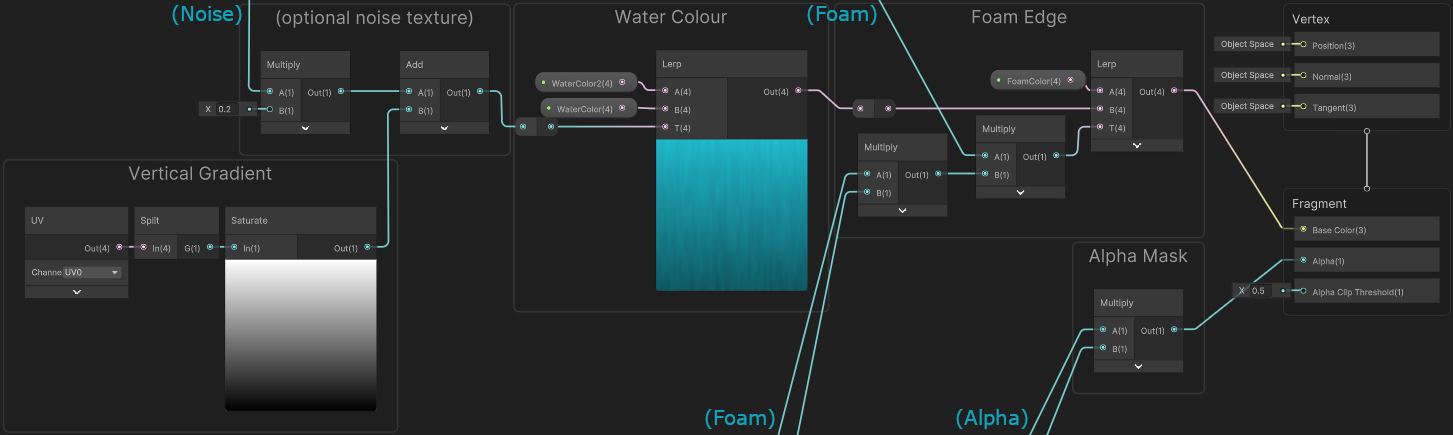 (Noise)
(optional noise texture)
Multiply
A(1)
Out(1)
B(1)
X 0.2
Add
A(1)
Out(1)
B(1)
Vertical Gradient
UV
Out(4)
Channe UV0
Split
In(4)
G(1)
Saturate
In(1)
Out(1)
Water Colour
WaterColor2(4)
WaterColor(4)
Lerp
A(4)
Out(4)
B(4)
T(4)
(Foam)
Foam Edge
FoamColor(4)
Lerp
A(4)
Out(4)
B(4)
T(4)
Multiply
A(1)
Out(1)
B(1)
Multiply
A(1)
Out(1)
B(1)
(Foam)
Alpha Mask
Multiply
A(1)
Out(1)
B(1)
(Alpha)
Vertex
Object Space
Position(3)
Object Space
Normal(3)
Object Space
Tangent(3)
Fragment
Base Color(3)
Alpha(1)
X 0.5
Alpha Clip Threshold(1)